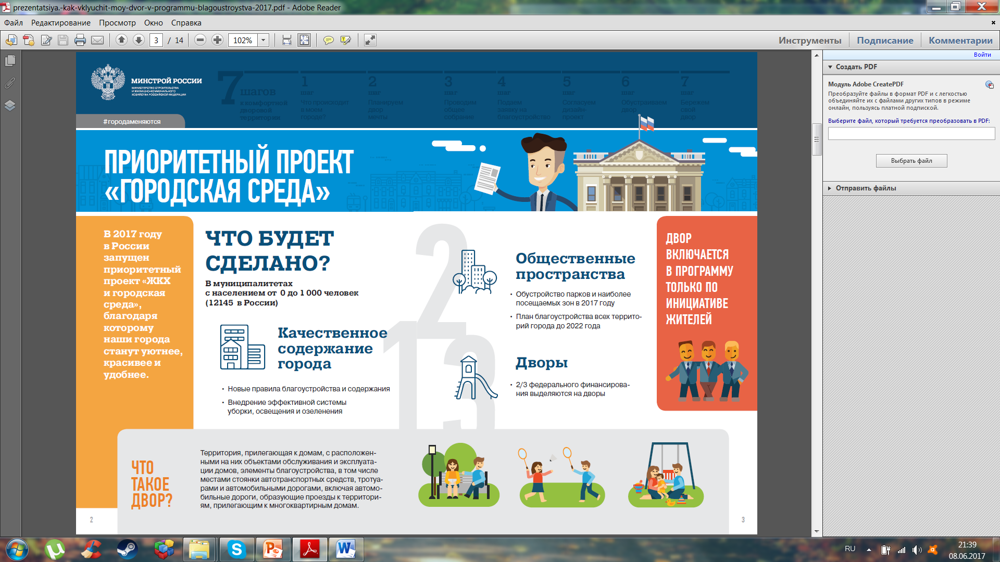 prezentatsiya.-kak-vklyuchit-moy-dvor-v-programmu-blagoustroystva-2017.pdf - Adobe Reader
Файл Редактирование Просмотр Окно Справка
3 / 14 102% Инструменты Подписание Комментарии
Войти
Создать PDF
Модуль Adobe CreatePDF
Преобразуйте файлы в формат PDF и с легкостью
объединяйте их с файлами других типов в режиме
онлайн, пользуясь платной подпиской.
Выберите файл, который требуется преобразовать в PDF:
Выбрать файл
Отправить файлы
МИНСТРОЙ РОССИИ
МИНИСТЕРСТВО СТРОИТЕЛЬСТВА
И ЖИЛИЩНО-КОММУНАЛЬНОГО
ХОЗЯЙСТВА РОССИЙСКОЙ ФЕДЕРАЦИИ
#городаменяются
7 шагов
к комфортной
дворовой
территории
1
шаг
Что происходит
в моем
городе?
2
шаг
Планируем
двор
мечты
3
шаг
Проводим
общее
собрание
4
шаг
Подаем
заявку на
благоустройство
5
шаг
Согласуем
дизайн-
проект
6
шаг
Обустраиваем
двор
7
шаг
Бережем
свой
двор
ПРИОРИТЕТНЫЙ ПРОЕКТ
«ГОРОДСКАЯ СРЕДА»
В 2017 году
в России
запущен
приоритетный
проект «ЖКХ
и городская
среда»,
благодаря
которому
наши города
станут уютнее,
красивее и
удобнее.
ЧТО БУДЕТ
СДЕЛАНО?
В муниципалитетах
с населением от 0 до 1 000 человек
(12145 в России)
1
Качественное
содержание
города
• Новые правила благоустройства и содержания
• Внедрение эффективной системы
уборки, освещения и озеленения
2
Общественные
пространства
• Обустройство парков и наиболее
посещаемых зон в 2017 году
• План благоустройства всех террито-
рий города до 2022 года
3
Дворы
• 2/3 федерального финансирова-
ния выделяются на дворы
ДВОР
ВКЛЮЧАЕТСЯ
В ПРОГРАММУ
ТОЛЬКО ПО
ИНИЦИАТИВЕ
ЖИТЕЛЕЙ
ЧТО
ТАКОЕ
ДВОР?
Территория, прилегающая к домам, с расположен-
ными на них объектами обслуживания и эксплуата-
ции домов, элементы благоустройства, в том числе
местами стоянки автотранспортных средств, тротуа-
рами и автомобильными дорогами, включая автомо-
бильные дороги, образующие проезды к территори-
ям, прилегающим к многоквартирным домам.
2
3
RU
21:39
08.06.2017